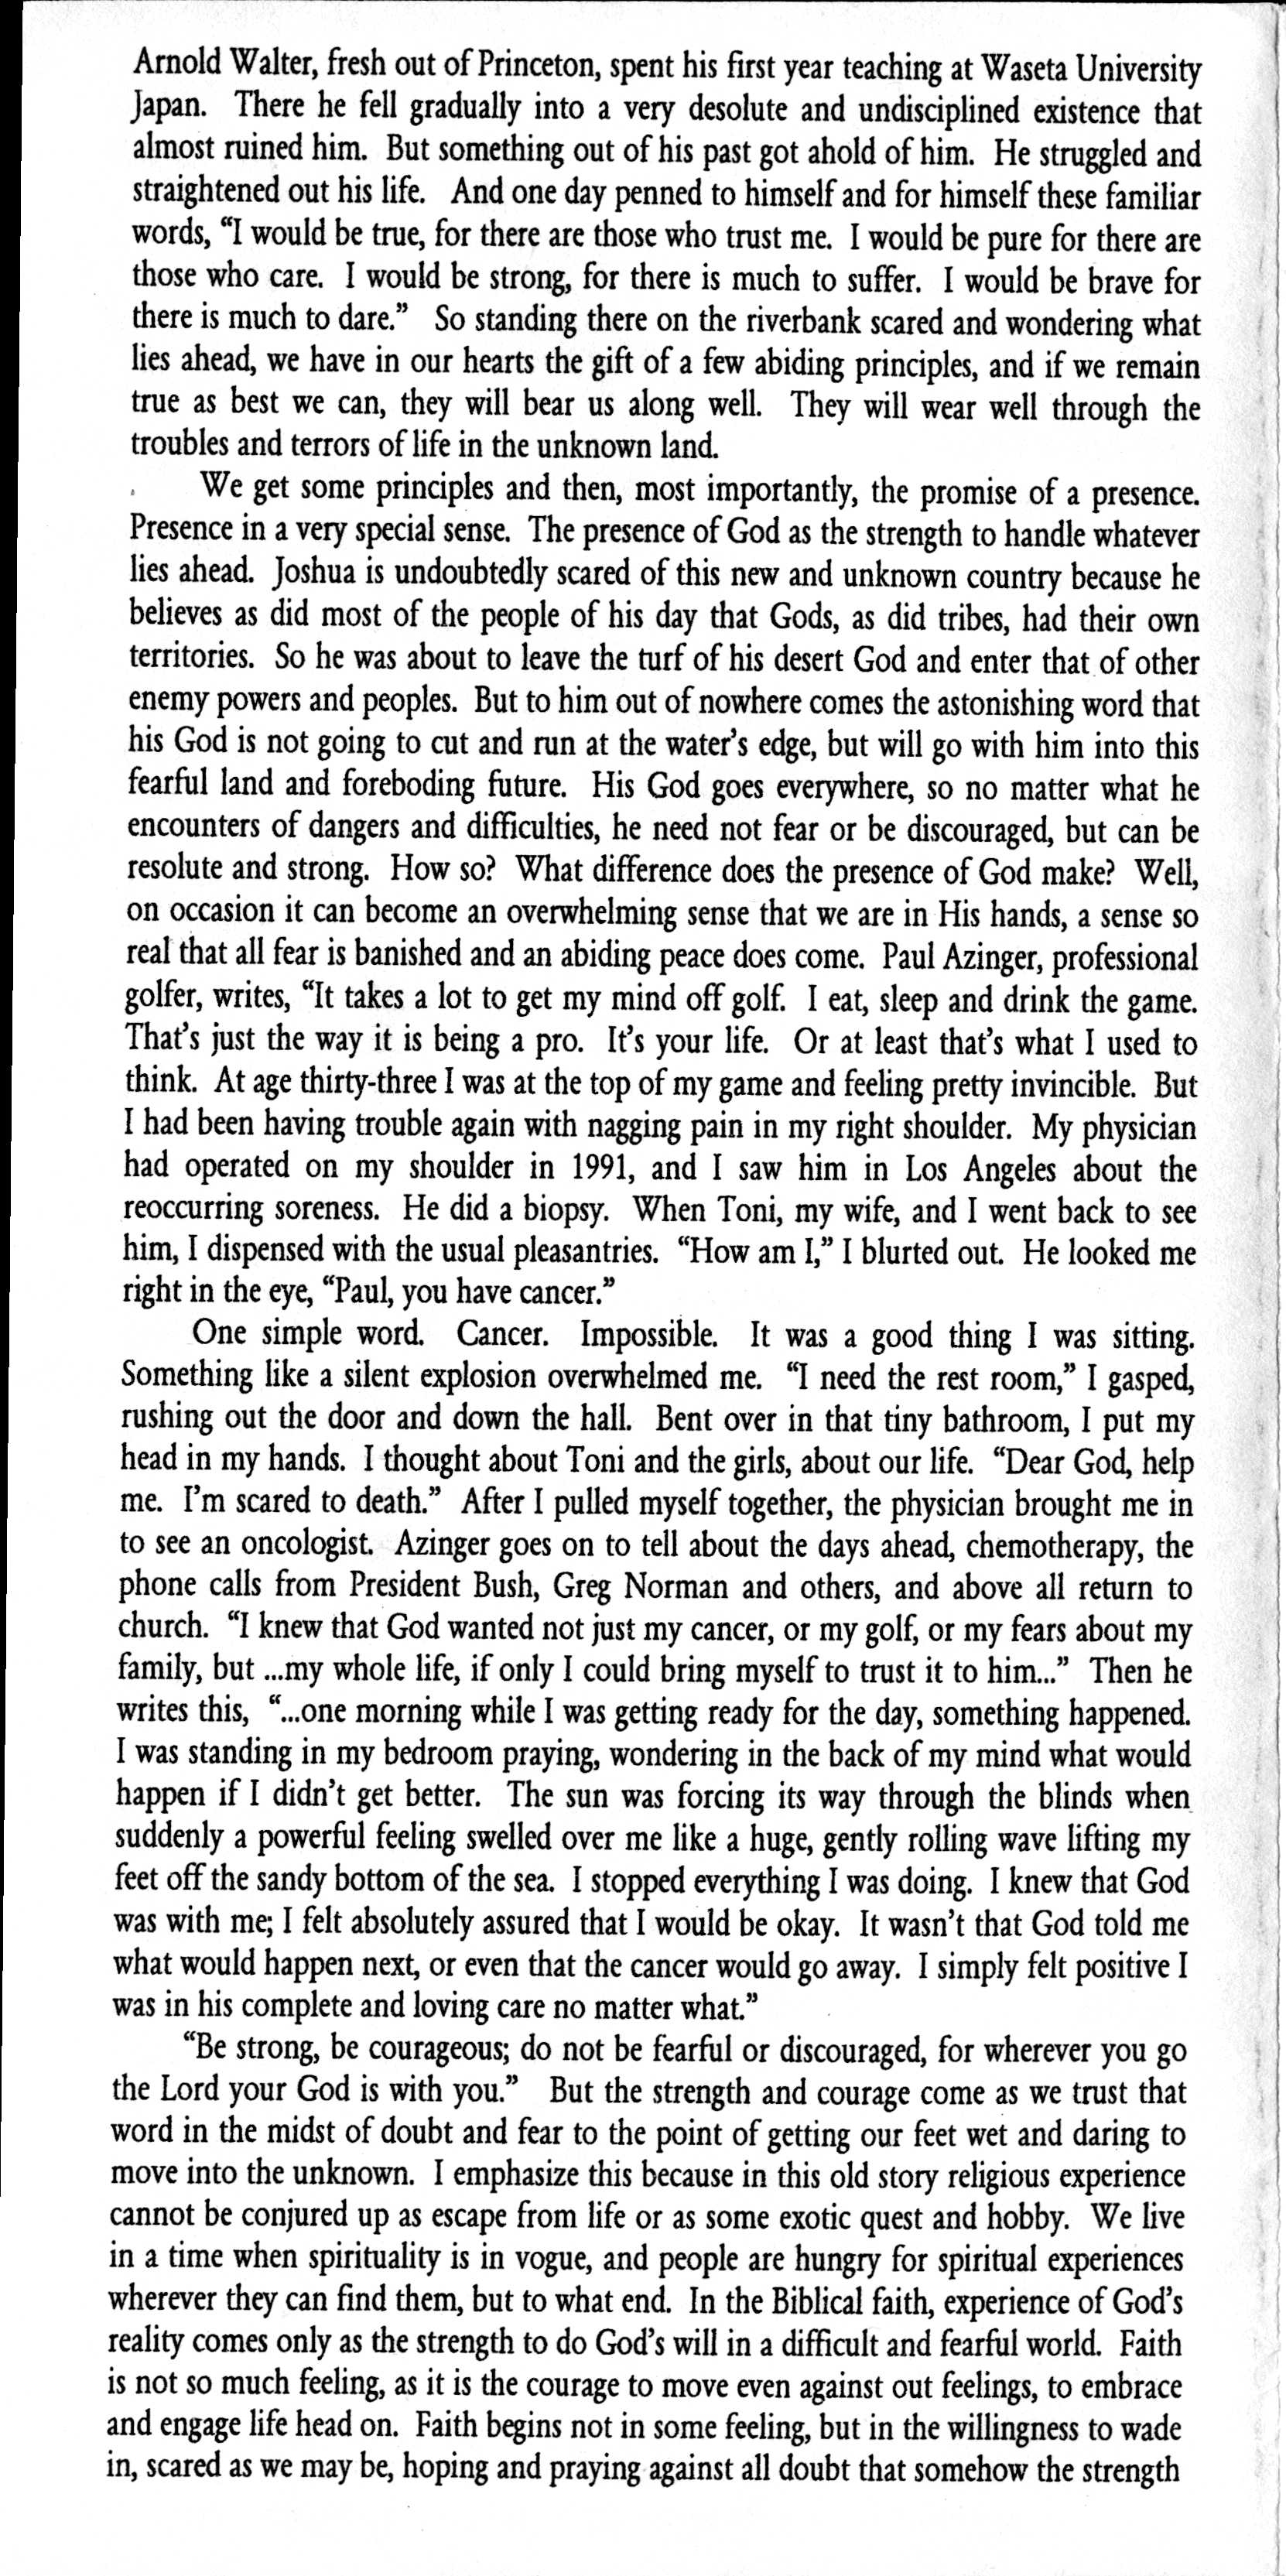 Arnold Walter, fresh out of Princeton, spent his first year teaching at Waseta University
Japan. There he fell gradually into a very desolute and undisciplined existence that
almost ruined him. But something out of his past got ahold of him. He struggled and
straightened out his life. And one day penned to himself and for himself these familiar
words, “I would be true, for there are those who trust me. I would be pure for there are
those who care. I would be strong, for there is much to suffer. I would be brave for
there is much to dare.” So standing there on the riverbank scared and wondering what
lies ahead, we have in our hearts the gift of a few abiding principles, and if we remain
true as best we can, they will bear us along well. They will wear well through the
troubles and terrors of life in the unknown land.
We get some principles and then, most importantly, the promise of a presence.
Presence in a very special sense. The presence of God as the strength to handle whatever
lies ahead. Joshua is undoubtedly scared of this new and unknown country because he
believes as did most of the people of his day that Gods, as did tribes, had their own
territories. So he was about to leave the turf of his desert God and enter that of other
enemy powers and peoples. But to him out of nowhere comes the astonishing word that
his God is not going to cut and run at the water’s edge, but will go with him into this
fearful land and foreboding future. His God goes everywhere, so no matter what he
encounters of dangers and difficulties, he need not fear or be discouraged, but can be
resolute and strong. How so? What difference does the presence of God make? Well,
on occasion it can become an overwhelming sense that we are in His hands, a sense so
real that all fear is banished and an abiding peace does come. Paul Azinger, professional
golfer, writes, “It takes a lot to get my mind off golf. I eat, sleep and drink the game.
That’s just the way it is being a pro. It’s your life. Or at least that’s what I used to
think. At age thirty-three I was at the top of my game and feeling pretty invincible. But
I had been having trouble again with nagging pain in my right shoulder. My physician
had operated on my shoulder in 1991, and I saw him in Los Angeles about the
reoccurring soreness. He did a biopsy. When Toni, my wife, and I went back to see
him, I dispensed with the usual pleasantries. “How am I,” I blurted out. He looked me
right in the eye, “Paul, you have cancer.”
One simple word. Cancer. Impossible. It was a good thing I was sitting.
Something like a silent explosion overwhelmed me. “I need the rest room,” I gasped,
rushing out the door and down the hall. Bent over in that tiny bathroom, I put my
head in my hands. I thought about Toni and the girls, about our life. “Dear God, help
me. I’m scared to death.” After I pulled myself together, the physician brought me in
to see an oncologist. Azinger goes on to tell about the days ahead, chemotherapy, the
phone calls from President Bush, Greg Norman and others, and above all return to
church. “I knew that God wanted not just my cancer, or my golf, or my fears about my
family, but ...my whole life, if only I could bring myself to trust it to him...” Then he
writes this, “...one morning while I was getting ready for the day, something happened.
I was standing in my bedroom praying, wondering in the back of my mind what would
happen if I didn’t get better. The sun was forcing its way through the blinds when
suddenly a powerful feeling swelled over me like a huge, gently rolling wave lifting my
feet off the sandy bottom of the sea. I stopped everything I was doing. I knew that God
was with me; I felt absolutely assured that I would be okay. It wasn’t that God told me
what would happen next, or even that the cancer would go away. I simply felt positive I
was in his complete and loving care no matter what.”
“Be strong, be courageous; do not be fearful or discouraged, for wherever you go
the Lord your God is with you.” But the strength and courage come as we trust that
word in the midst of doubt and fear to the point of getting our feet wet and daring to
move into the unknown. I emphasize this because in this old story religious experience
cannot be conjured up as escape from life or as some exotic quest and hobby. We live
in a time when spirituality is in vogue, and people are hungry for spiritual experiences
wherever they can find them, but to what end. In the Biblical faith, experience of God’s
reality comes only as the strength to do God’s will in a difficult and fearful world. Faith
is not so much feeling, as it is the courage to move even against out feelings, to embrace
and engage life head on. Faith begins not in some feeling, but in the willingness to wade
in, scared as we may be, hoping and praying against all doubt that somehow the strength